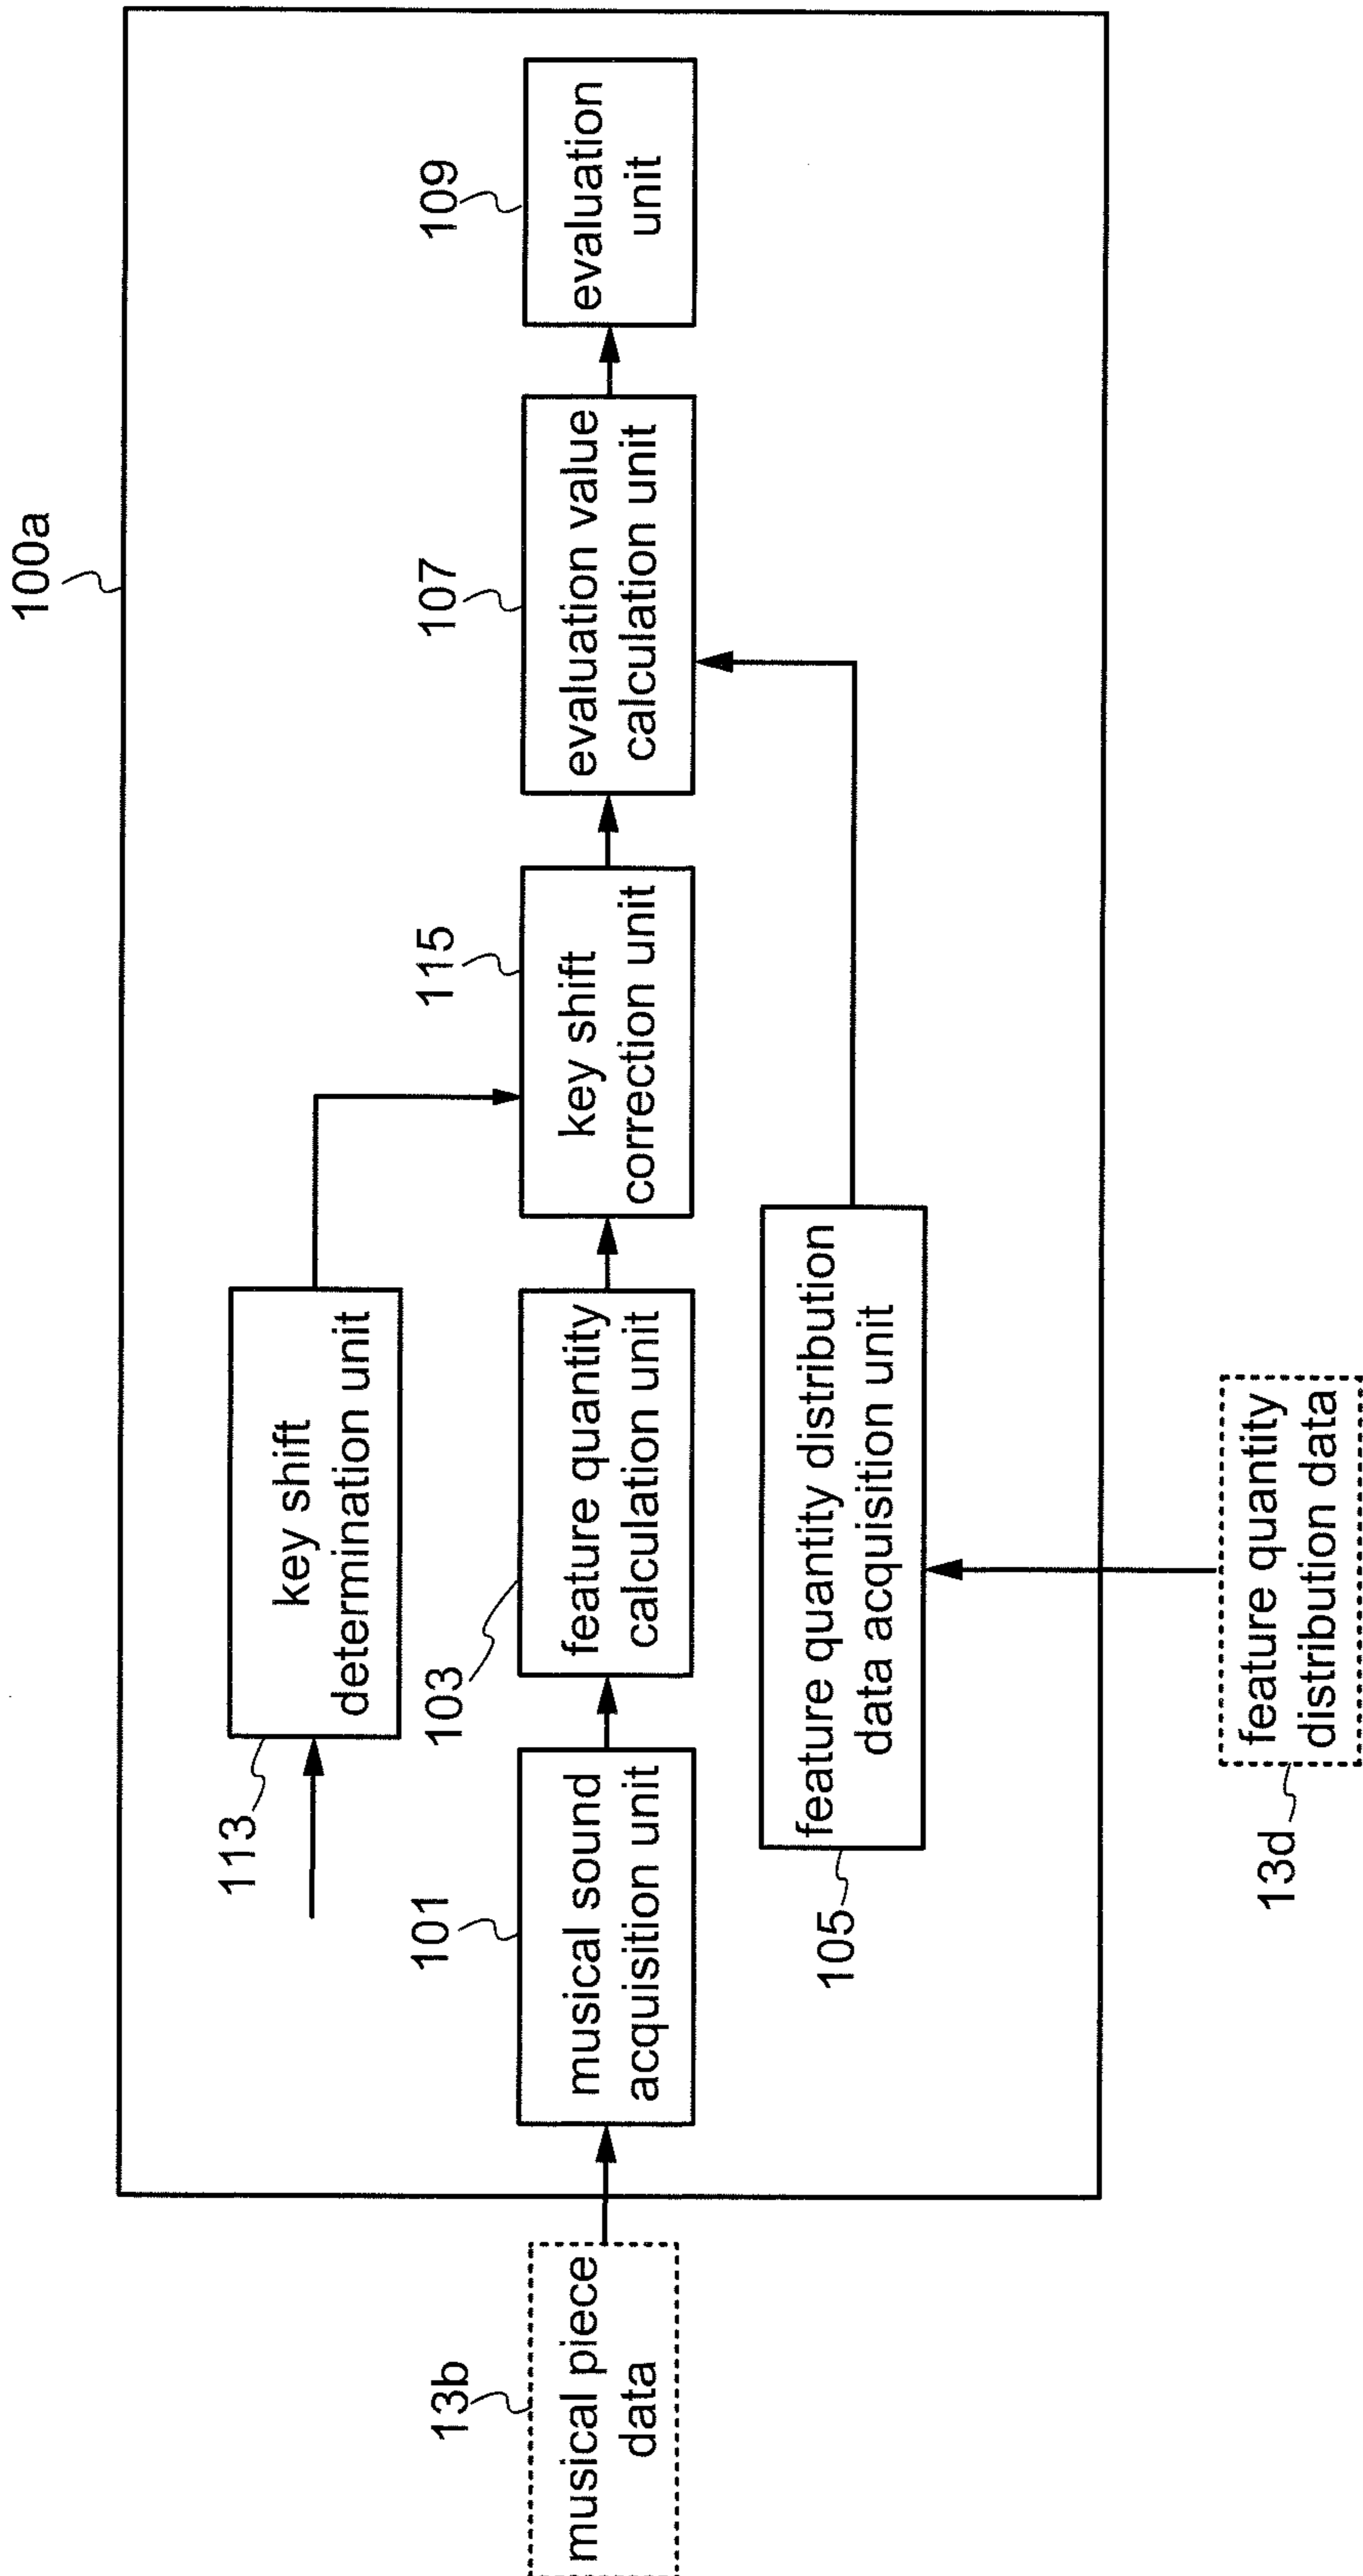 100a
113
key shift
determination unit
13b
musical piece
data
101
musical sound
acquisition unit
103
feature quantity
calculation unit
115
key shift
correction unit
107
evaluation value
calculation unit
109
evaluation
unit
105
feature quantity distribution
data acquisition unit
13d
feature quantity
distribution data